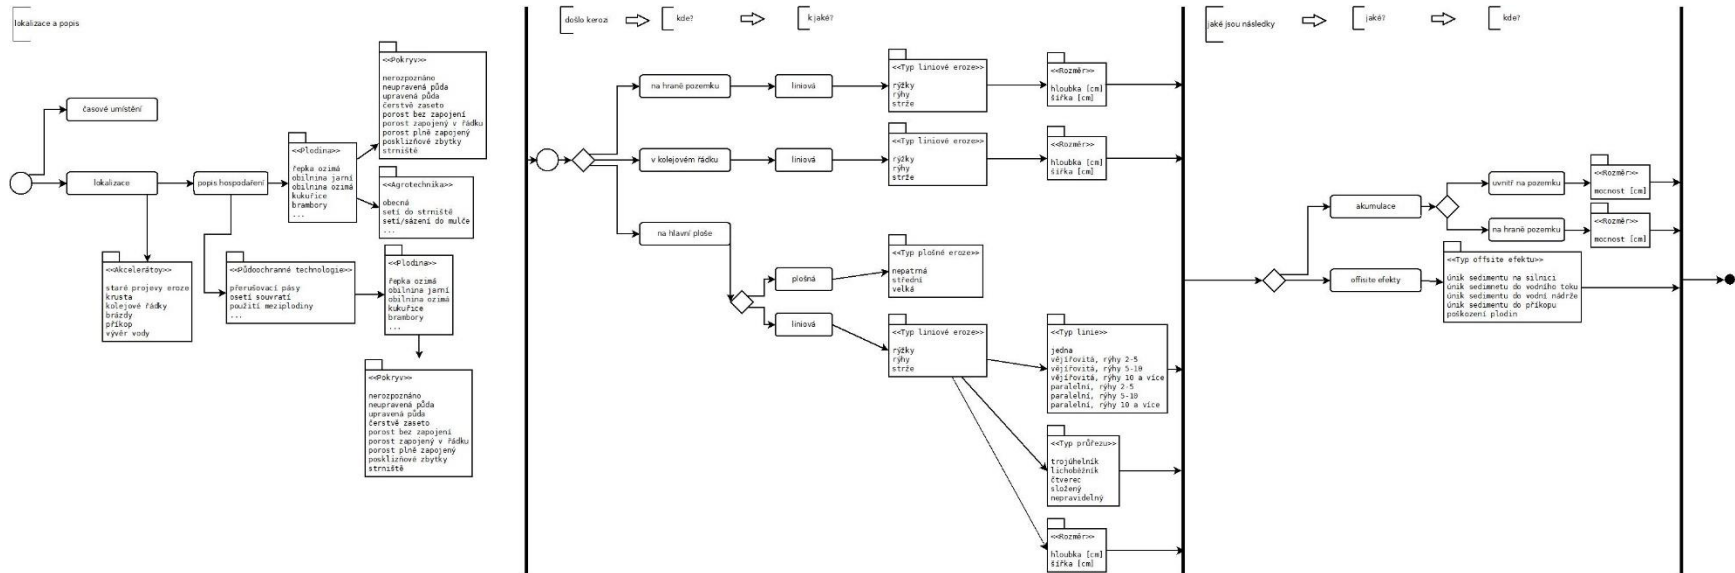 lokalizace a popis
časové umístění
lokalizace
popis hospodaření
<<Plodina>>
řepka ozimá
obilnina jarní
obilnina ozimá
kukuřice
brambory
...
<<Pokryv>>
nerozpoznáno
neupravená půda
upravená půda
čerstvě zaseto
porost bez zapojení
porost zapojený v řádku
porost plně zapojený
posklizňové zbytky
strniště
<<Agrotechnika>>
obecná
setí do strniště
setí/sázení do mulče
...
<<Akcelerátoy>>
staré projevy eroze
krusta
kolejové řádky
brázdy
příkop
vývěr vody
<<Půdoochranné technologie>>
přerušovací pásy
osetí souvratí
použití meziplodiny
...
<<Plodina>>
řepka ozimá
obilnina jarní
obilnina ozimá
kukuřice
brambory
...
<<Pokryv>>
nerozpoznáno
neupravená půda
upravená půda
čerstvě zaseto
porost bez zapojení
porost zapojený v řádku
porost plně zapojený
posklizňové zbytky
strniště
došlo kerozi
kde?
k jaké?
na hraně pozemku
liniová
<<Typ liniové eroze>>
rýžky
rýhy
strže
<<Rozměr>>
hloubka [cm]
šířka [cm]
v kolejovém řádku
liniová
<<Typ liniové eroze>>
rýžky
rýhy
strže
<<Rozměr>>
hloubka [cm]
šířka [cm]
na hlavní ploše
plošná
<<Typ plošné eroze>>
nepatrná
střední
velká
liniová
<<Typ liniové eroze>>
rýžky
rýhy
strže
<<Typ linie>>
jedna
vějířovitá, rýhy 2-5
vějířovitá, rýhy 5-10
vějířovitá, rýhy 10 a více
paralelní, rýhy 2-5
paralelní, rýhy 5-10
paralelní, rýhy 10 a více
<<Typ průřezu>>
trojúhelník
lichoběžník
čtverec
složený
nepravidelný
<<Rozměr>>
hloubka [cm]
šířka [cm]
jaké jsou následky
jaké?
kde?
akumulace
uvnitř na pozemku
<<Rozměr>>
mocnost [cm]
na hraně pozemku
<<Rozměr>>
mocnost [cm]
offisite efekty
<<Typ offsite efektu>>
únik sedimentu na silnici
únik sedimnetu do vodního toku
únik sedimentu do vodní nádrže
únik sedimentu do příkopu
poškození plodin